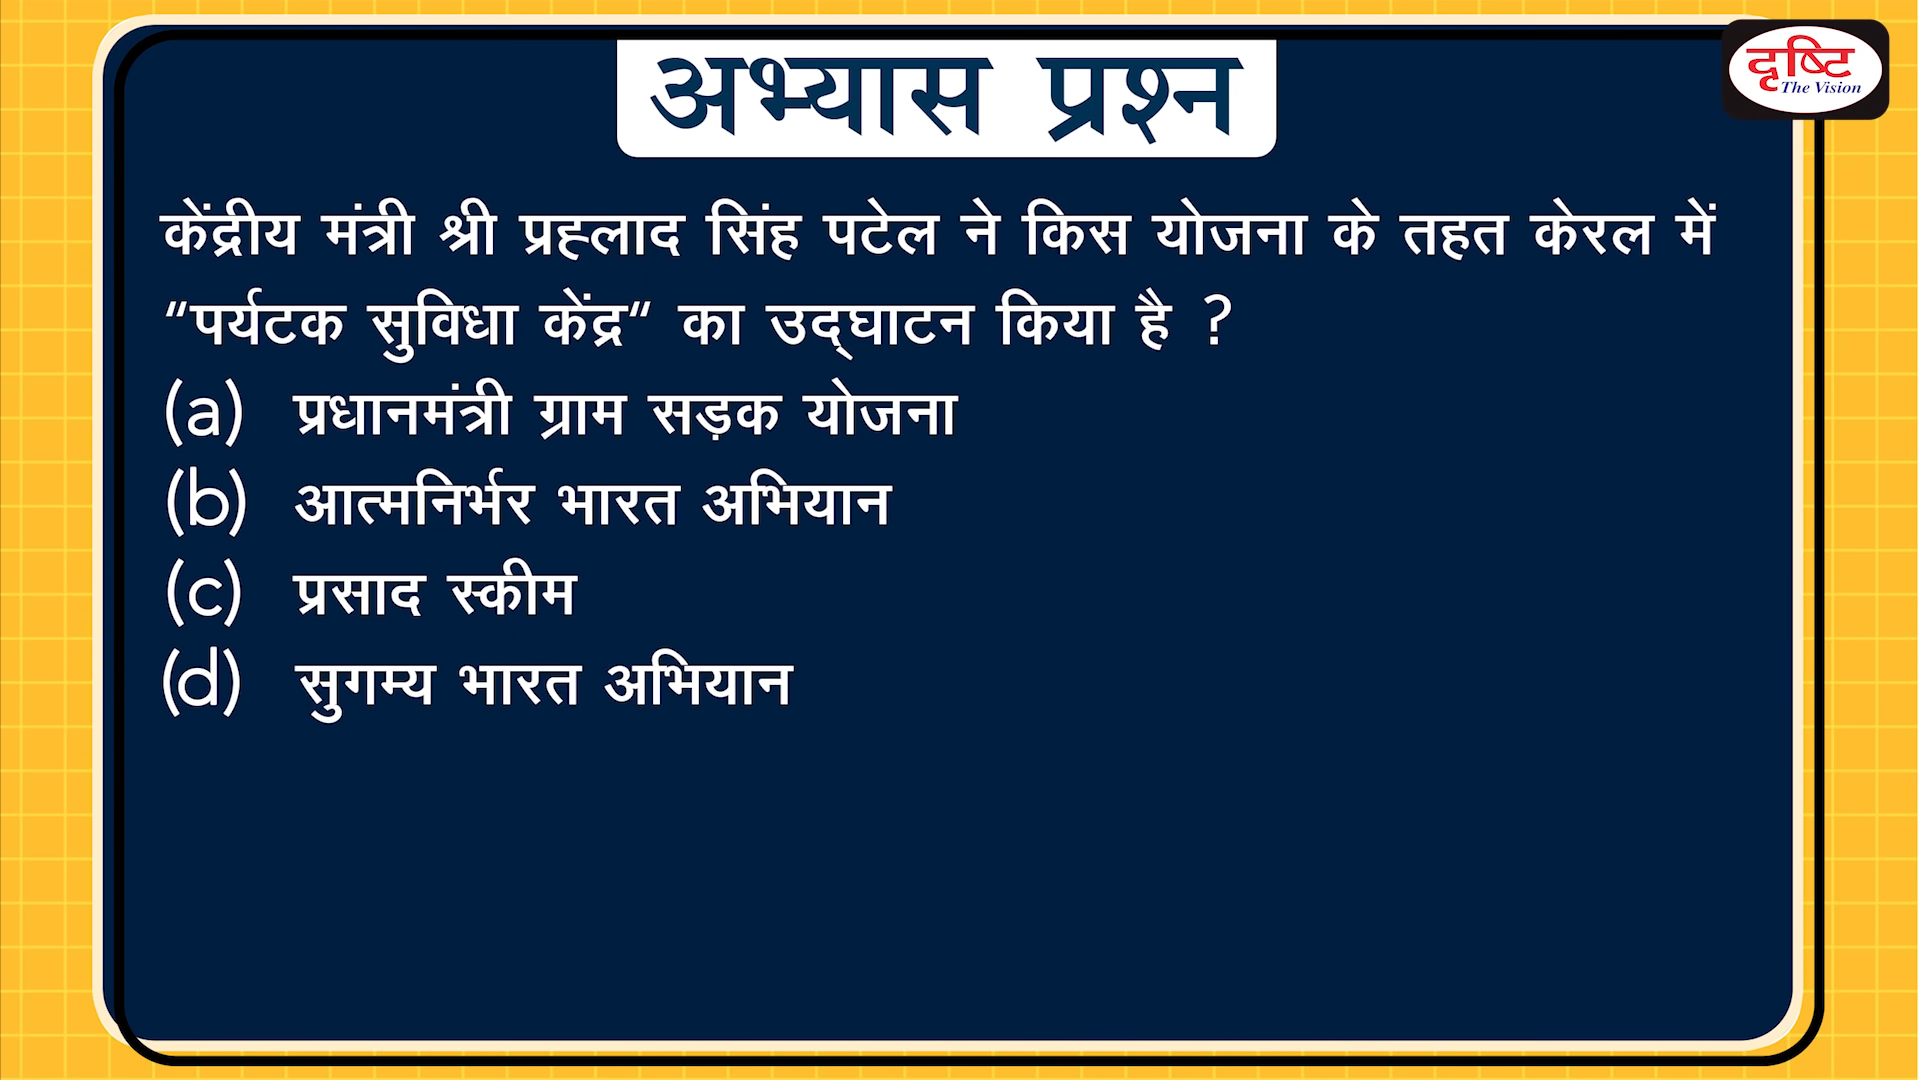 अभ्यास प्रश्न
दृष्टि
The Vision
केंद्रीय मंत्री श्री प्रह्लाद सिंह पटेल ने किस योजना के तहत केरल में
“पर्यटक सुविधा केंद्र“ का उद्घाटन किया है ?
(a) प्रधानमंत्री ग्राम सड़क योजना
(b) आत्मनिर्भर भारत अभियान
(c) प्रसाद स्कीम
(d) सुगम्य भारत अभियान